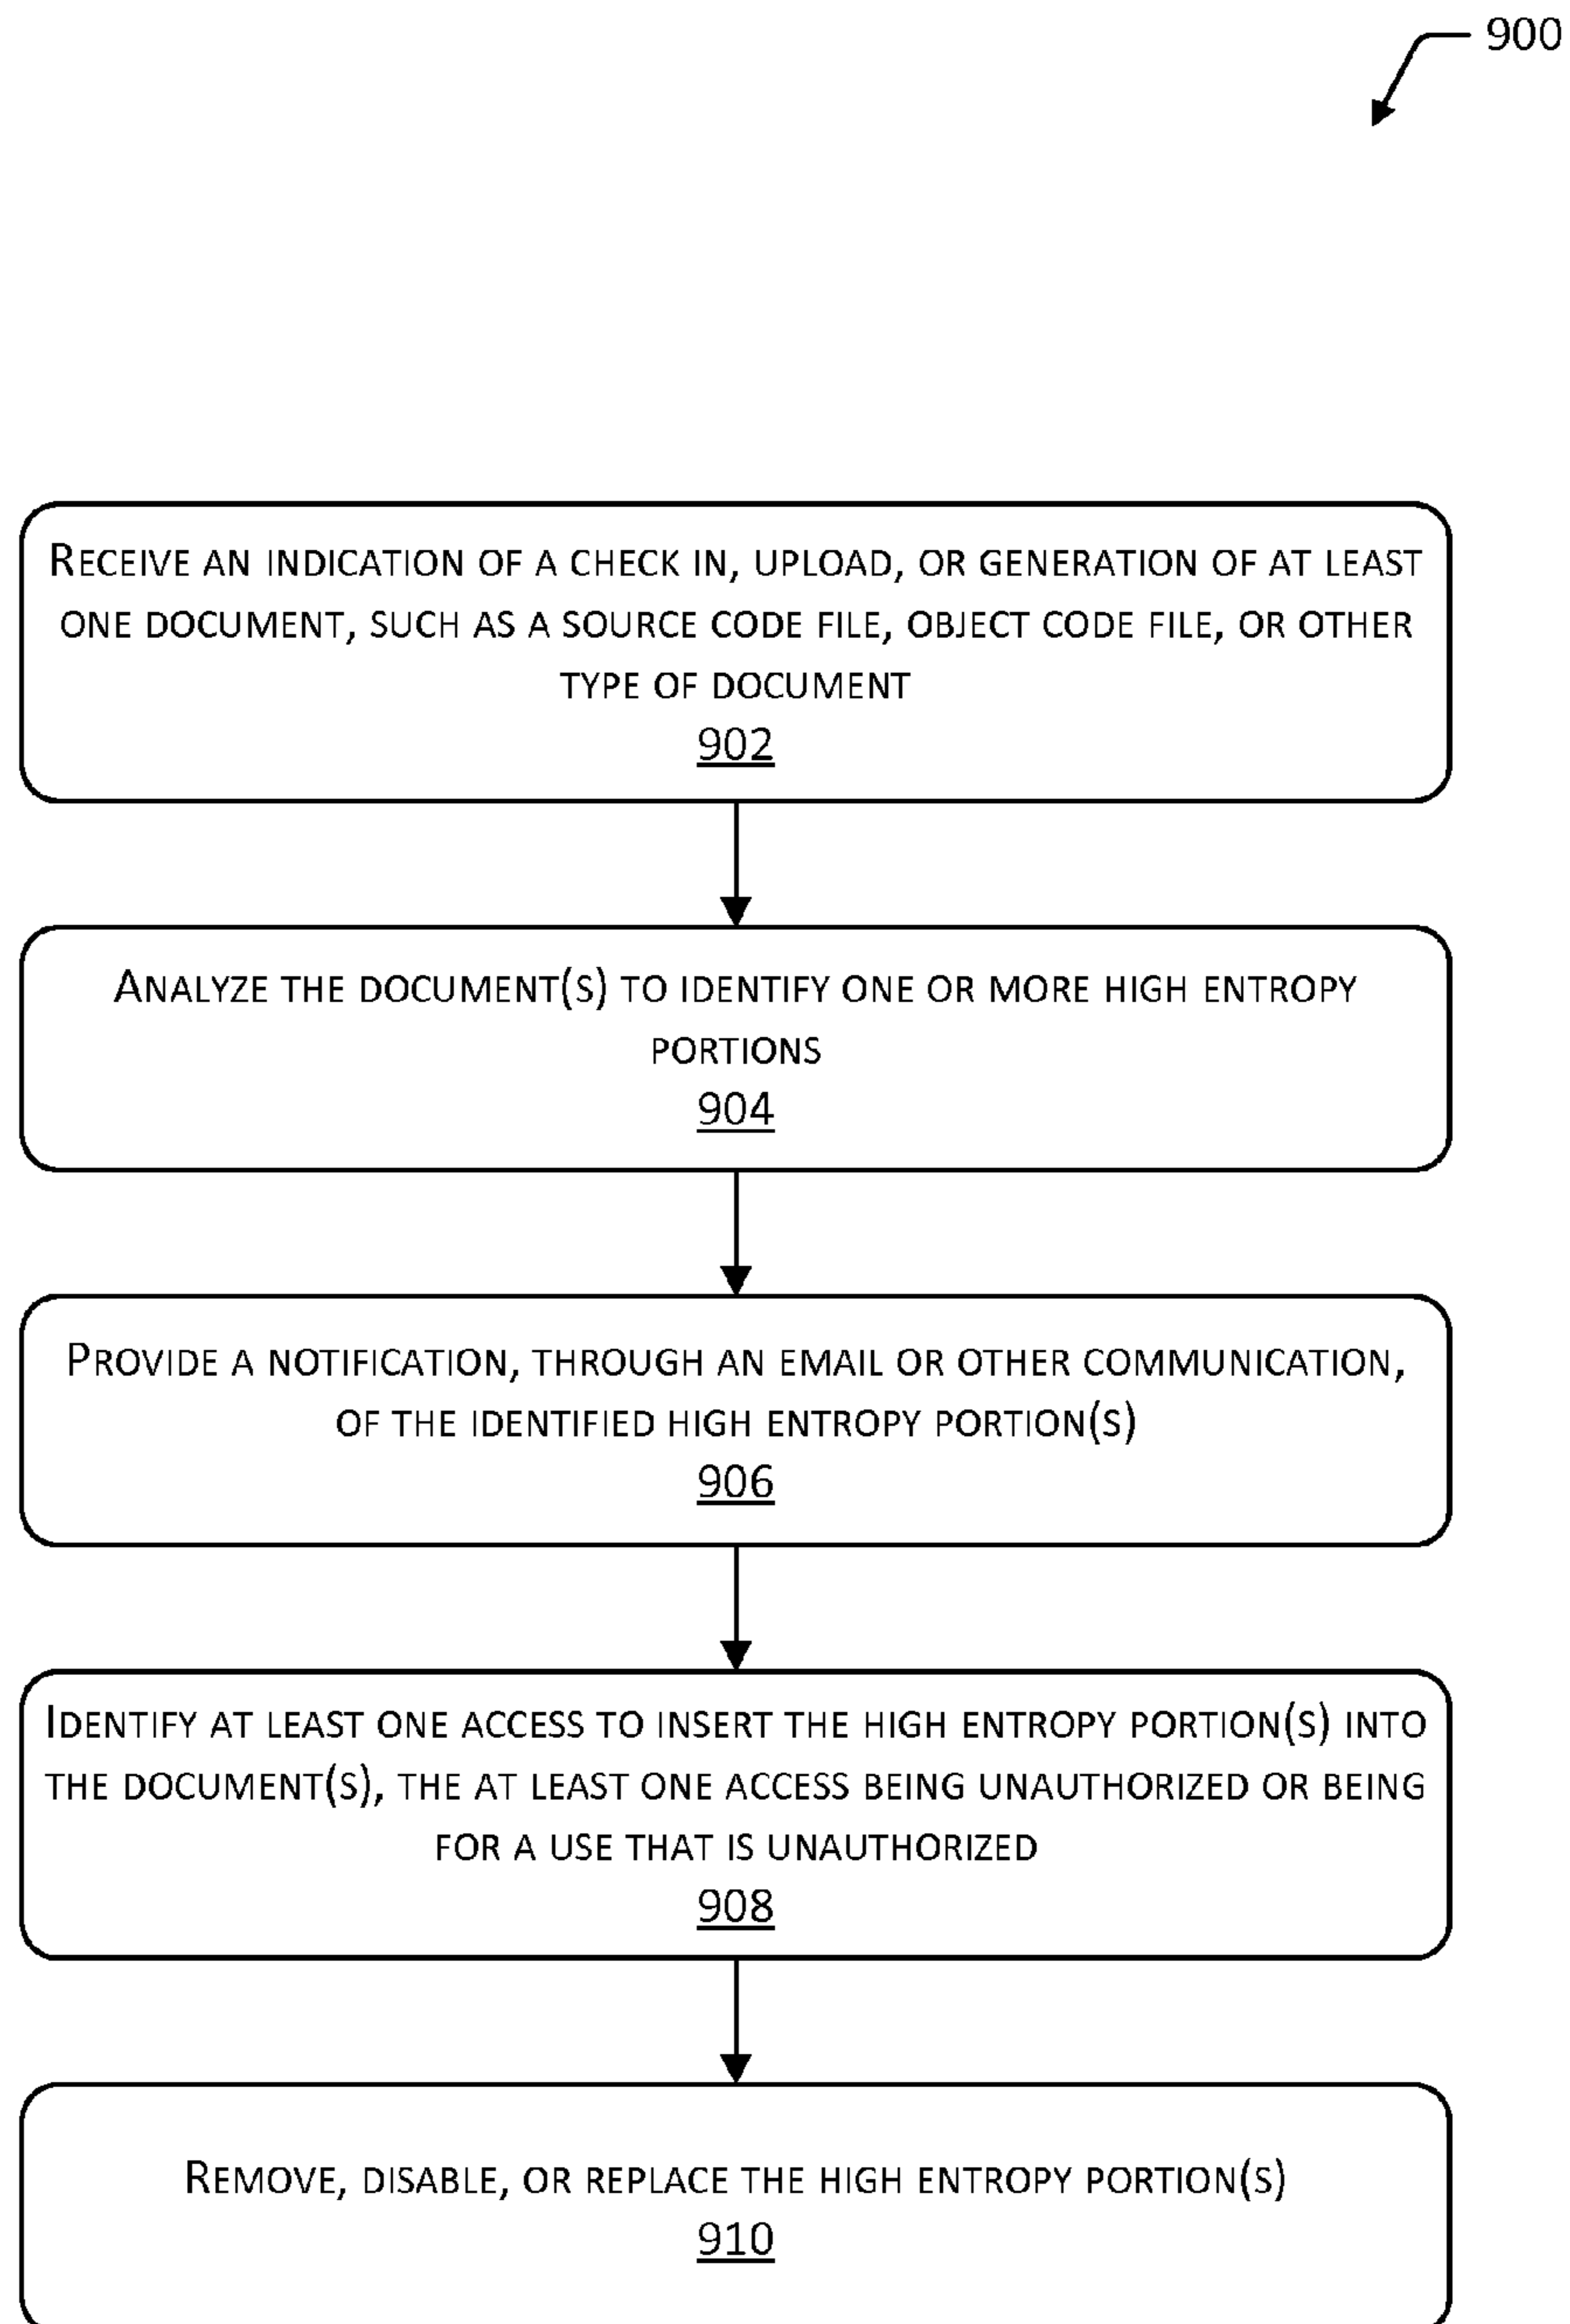 900
RECEIVE AN INDICATION OF A CHECK IN, UPLOAD, OR GENERATION OF AT LEAST
ONE DOCUMENT, SUCH AS A SOURCE CODE FILE, OBJECT CODE FILE, OR OTHER
TYPE OF DOCUMENT
902
ANALYZE THE DOCUMENT(S) TO IDENTIFY ONE OR MORE HIGH ENTROPY
PORTIONS
904
PROVIDE A NOTIFICATION, THROUGH AN EMAIL OR OTHER COMMUNICATION,
OF THE IDENTIFIED HIGH ENTROPY PORTION(S)
906
IDENTIFY AT LEAST ONE ACCESS TO INSERT THE HIGH ENTROPY PORTION(S) INTO
THE DOCUMENT(S), THE AT LEAST ONE ACCESS BEING UNAUTHORIZED OR BEING
FOR A USE THAT IS UNAUTHORIZED
908
REMOVE, DISABLE, OR REPLACE THE HIGH ENTROPY PORTION(S)
910